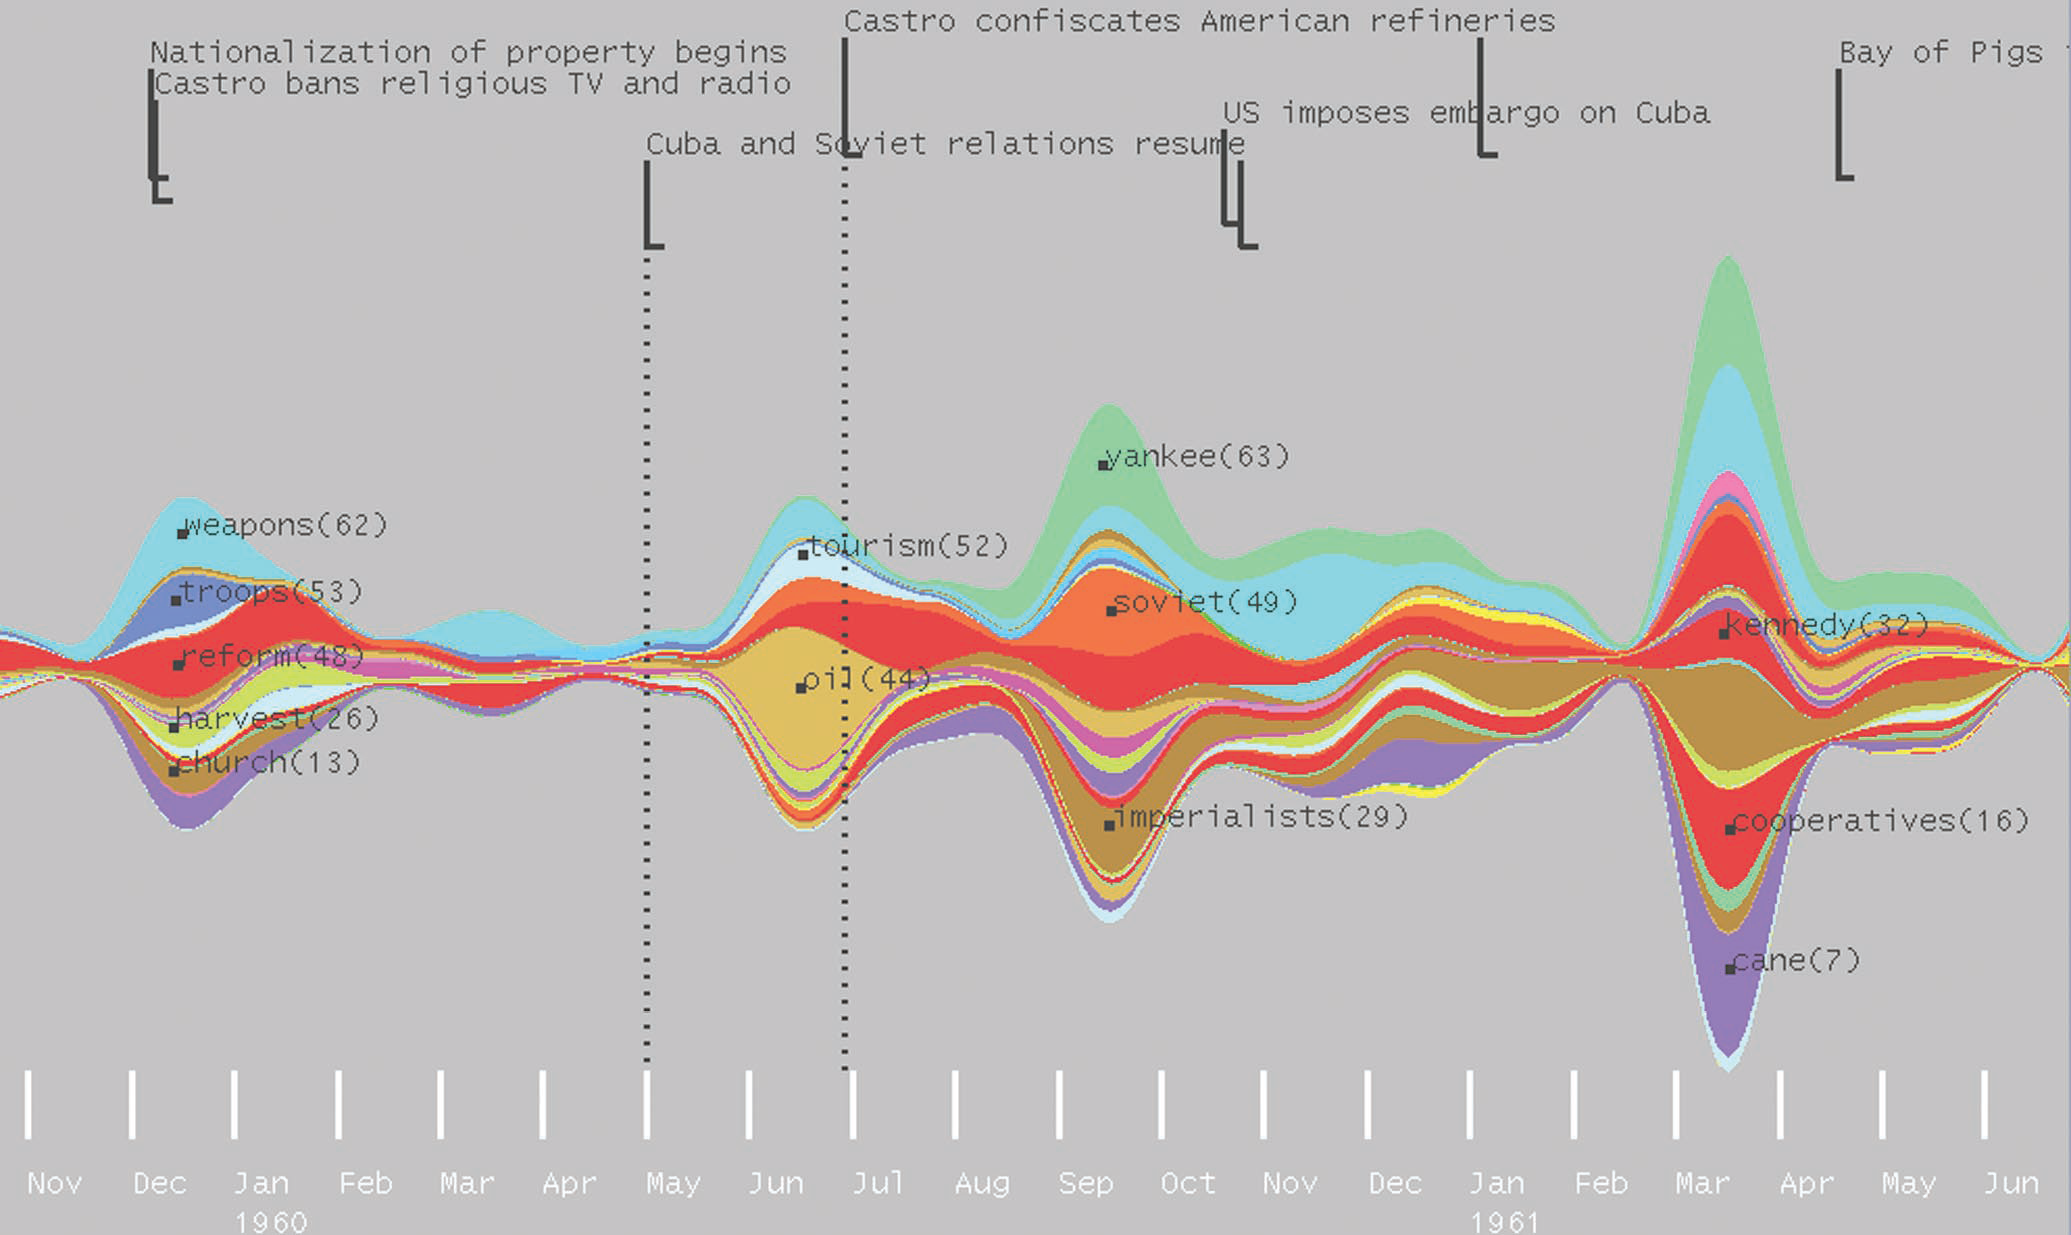 Castro confiscates American refineries
Nationalization of property begins
Bay of Pigs
Castro bans religious TV and radio
US imposes embargo on Cuba
Cuba and Soviet relations resume
yankee(63)
weapons(62)
tourism(52)
troops(53)
soviet(49)
kennedy(32)
reform(48)
oil(44)
harvest(26)
church(13)
imperialists(29)
cooperatives(16)
cane(7)
Nov Dec Jan Feb Mar Apr May Jun Jul Aug Sep Oct Nov Dec Jan Feb Mar Apr May Jun
1960 1961